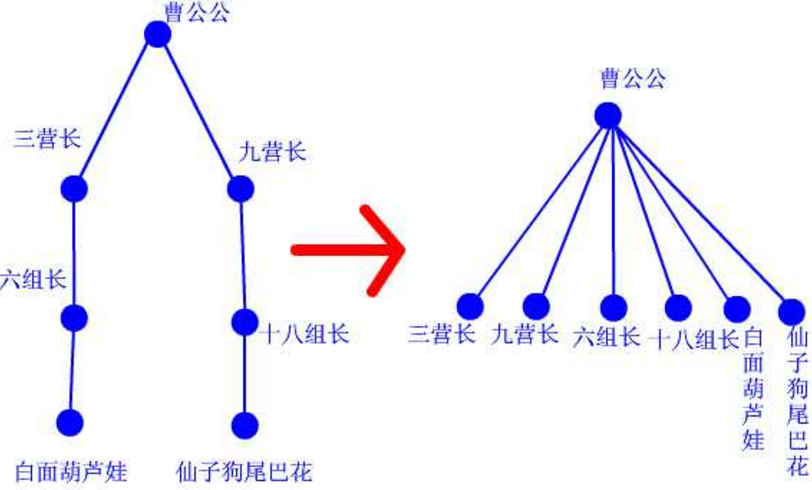 曹公公
三营长
九营长
六组长
十八组长
白面葫芦娃
仙子狗尾巴花
曹公公
三营长
九营长
六组长
十八组长
白面葫芦娃
仙子狗尾巴花